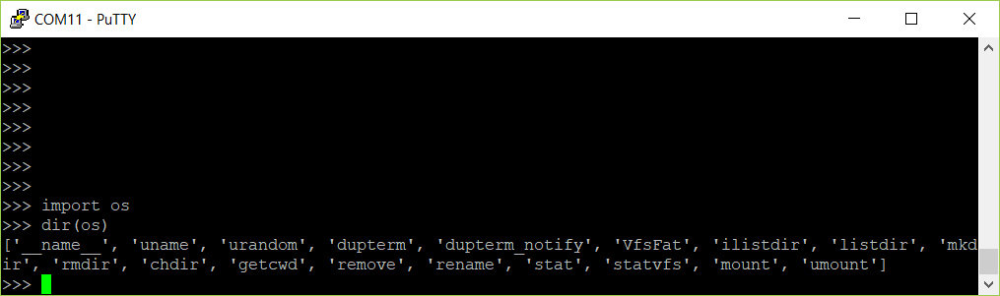 COM11 - PuTTY
>>>
>>>
>>>
>>>
>>>
>>>
>>>
>>>
>>> import os
>>> dir(os)
['__name__', 'uname', 'urandom', 'dupterm', 'dupterm_notify', 'VfsFat', 'ilistdir', 'listdir', 'mkd
ir', 'rmdir', 'chdir', 'getcwd', 'remove', 'rename', 'stat', 'statvfs', 'mount', 'umount']
>>>